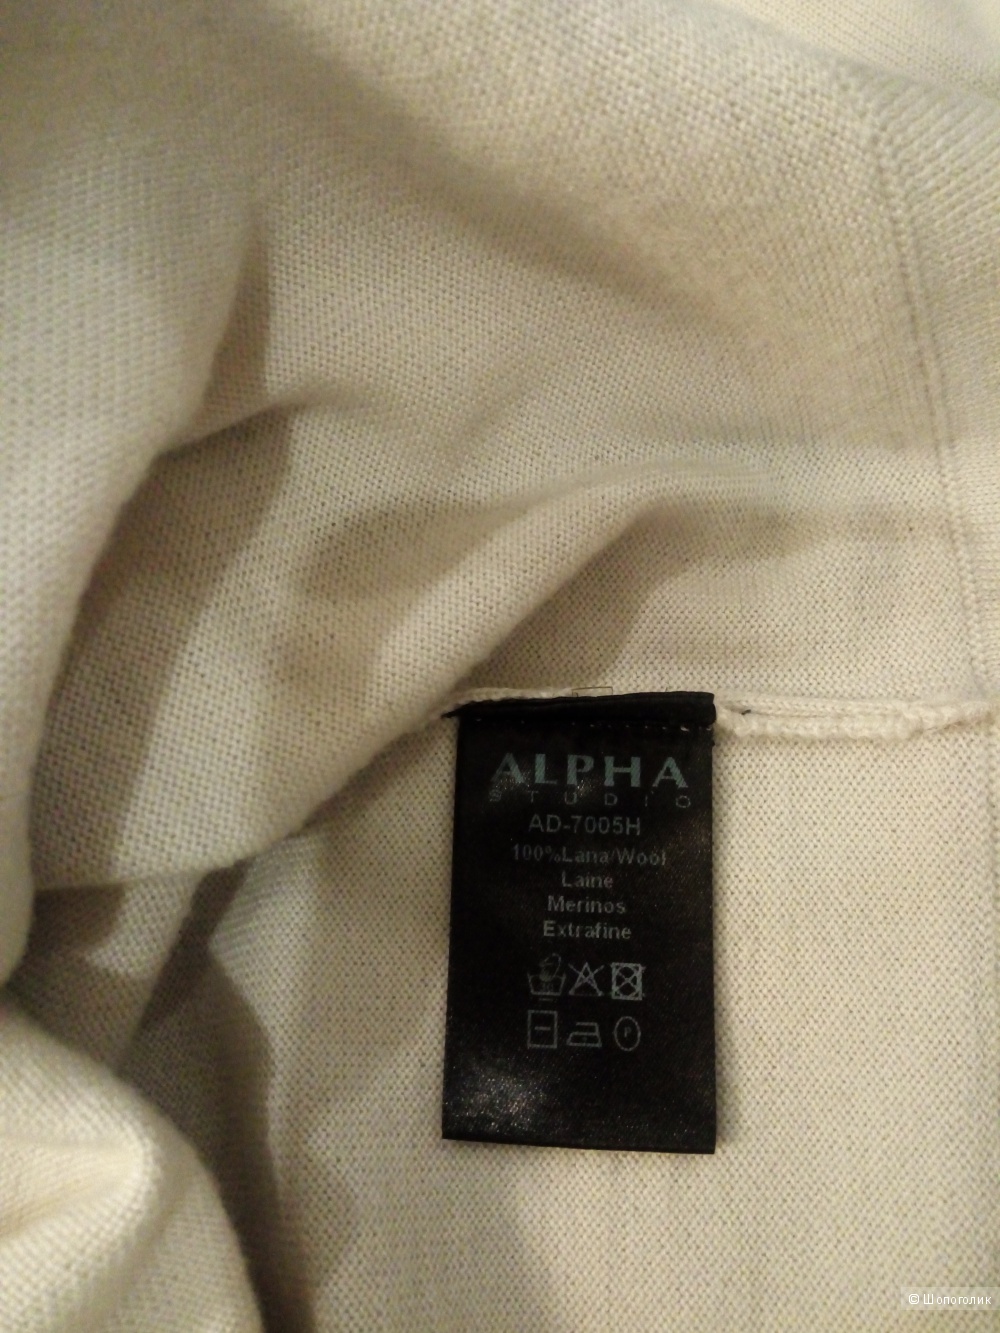 ALPHA
STUDIO
AD-7005H
100%Lana/Wool
Laine
Merinos
Extrafine
© Шопоголик